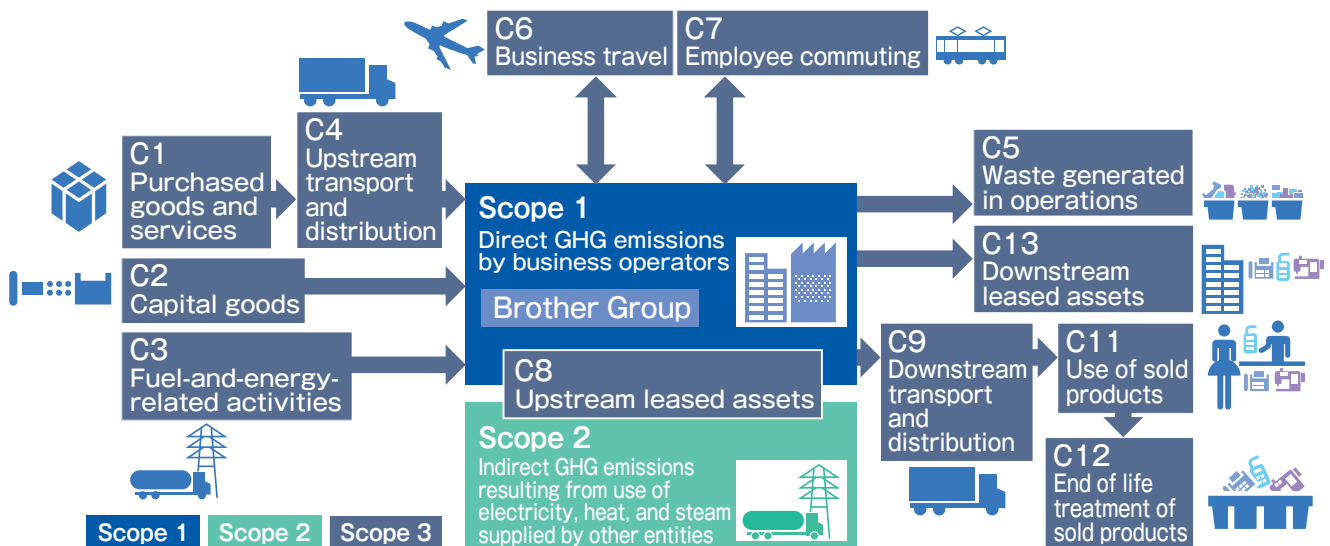 C6
Business travel
C7
Employee commuting
C1
Purchased
goods and
services
C4
Upstream
transport
and
distribution
C2
Capital goods
C3
Fuel-and-energy-
related activities
Scope 1
Direct GHG emissions
by business operators
Brother Group
C8
Upstream leased assets
Scope 2
Indirect GHG emissions
resulting from use of
electricity, heat, and steam
supplied by other entities
C5
Waste generated
in operations
C13
Downstream
leased assets
C9
Downstream
transport
and
distribution
C11
Use of sold
products
C12
End of life
treatment of
sold products
Scope 1
Scope 2
Scope 3